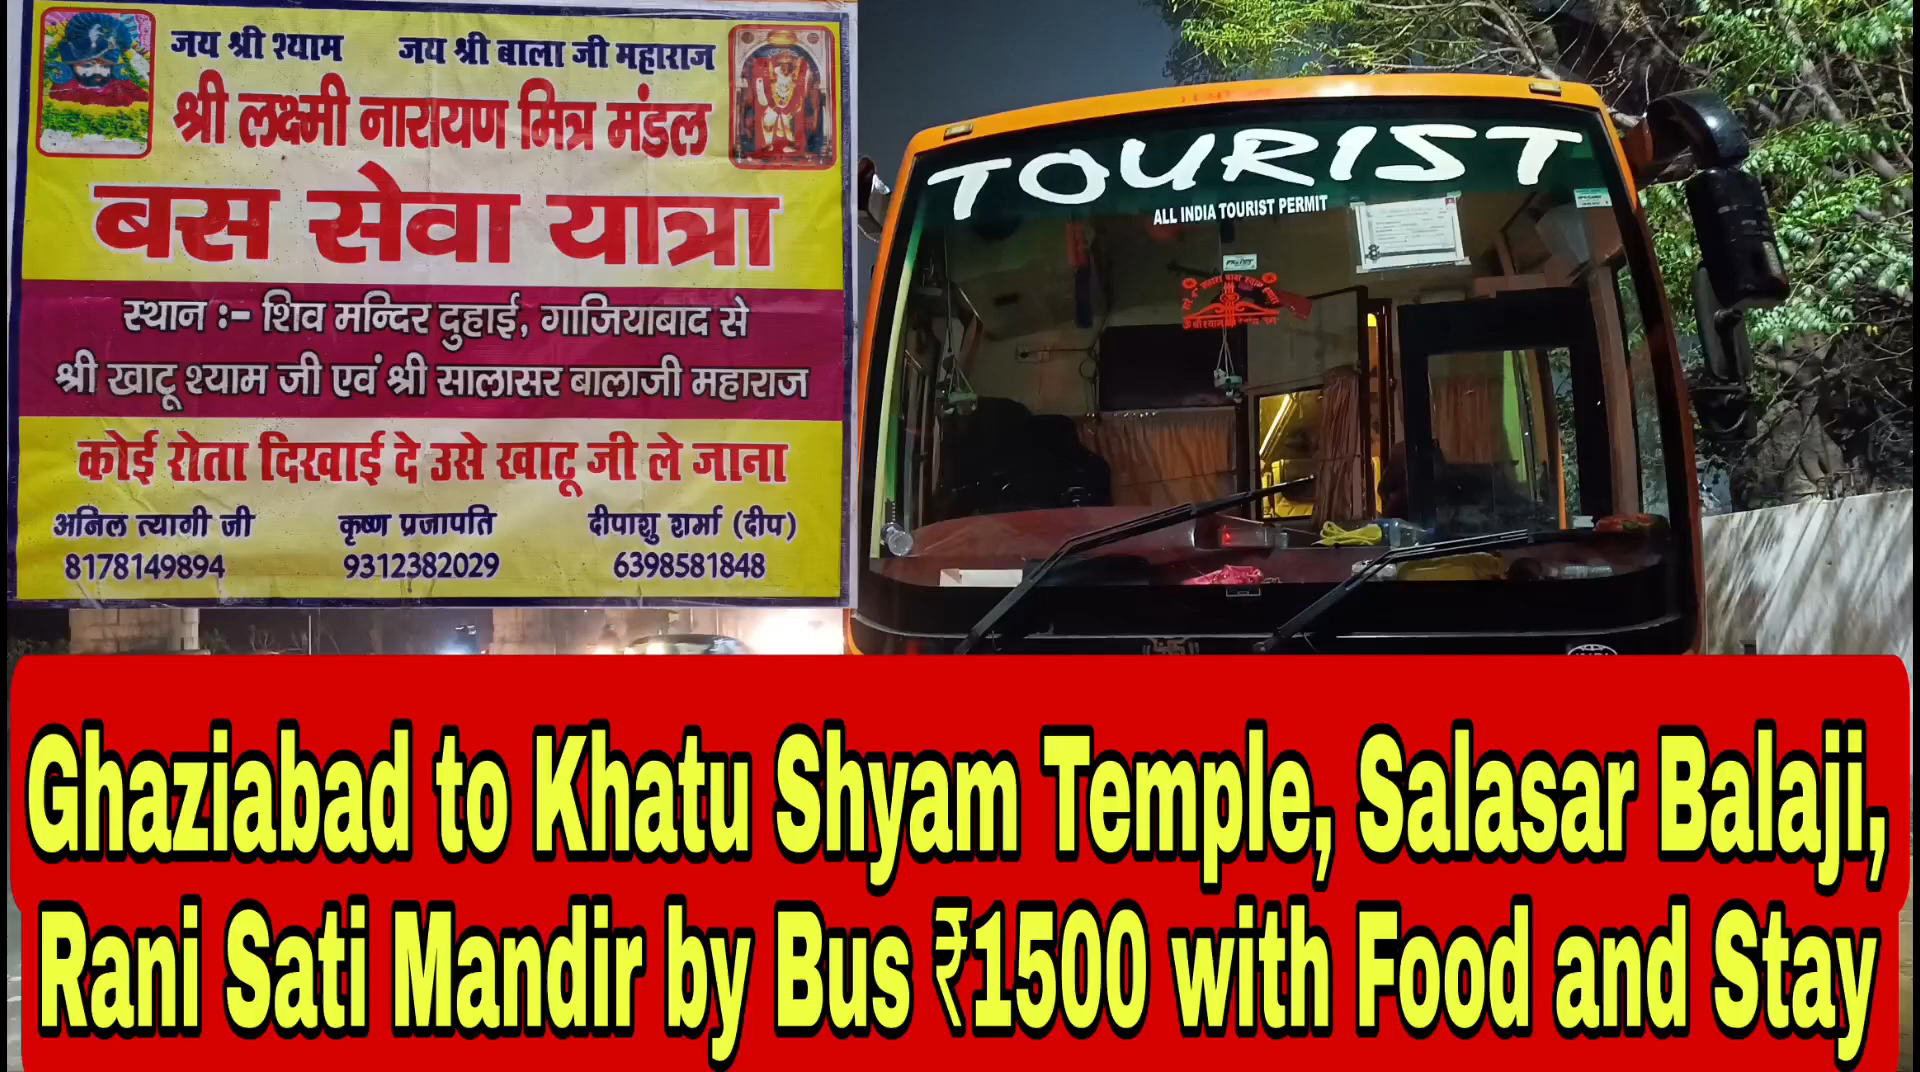 जय श्री श्याम जय श्री बाला जी महाराज
श्री लक्ष्मी नारायण मित्र मंडल
बस सेवा यात्रा
स्थान :- शिव मन्दिर दुहाई, गाजियाबाद से
श्री खाटू श्याम जी एवं श्री सालासर बालाजी महाराज
कोई रोता दिखाई दे उसे खाटू जी ले जाना
अनिल त्यागी जी कृष्ण प्रजापति दीपाशु शर्मा (दीप)
8178149894 9312382029 6398581848
TOURIST
ALL INDIA TOURIST PERMIT
Ghaziabad to Khatu Shyam Temple, Salasar Balaji,
Rani Sati Mandir by Bus ₹1500 with Food and Stay